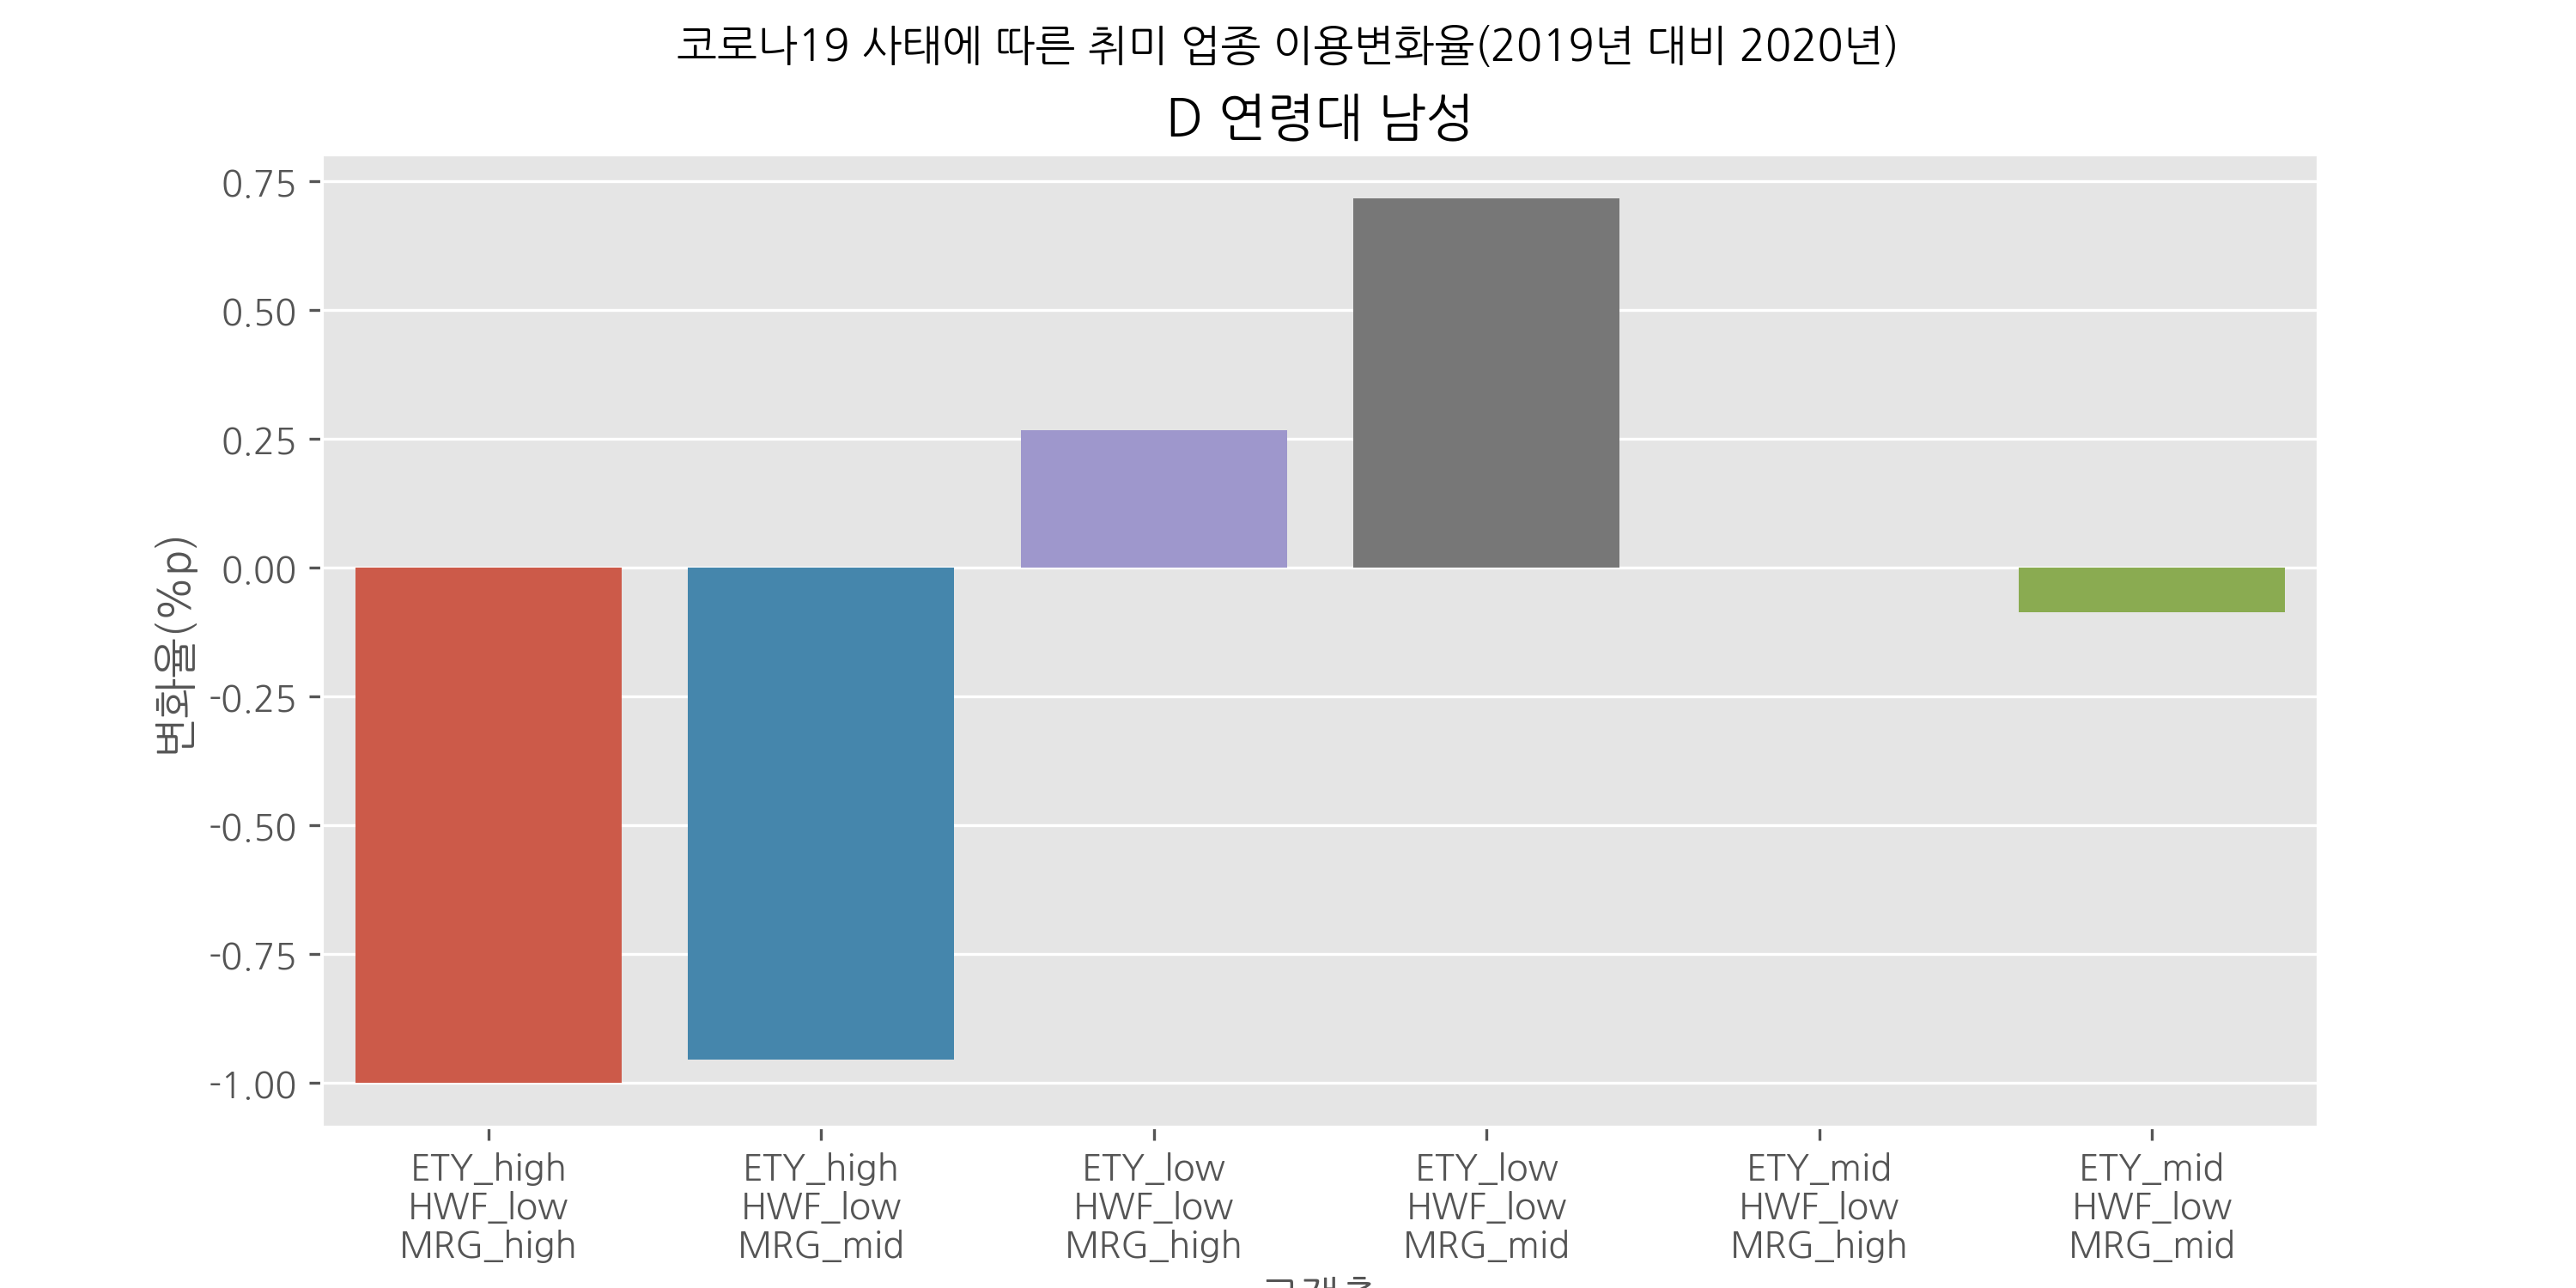 코로나19 사태에 따른 취미 업종 이용변화율(2019년 대비 2020년)
D 연령대 남성
변화율(%p)
0.75
0.50
0.25
0.00
-0.25
-0.50
-0.75
-1.00
ETY_high
HWF_low
MRG_high
ETY_high
HWF_low
MRG_mid
ETY_low
HWF_low
MRG_high
ETY_low
HWF_low
MRG_mid
ETY_mid
HWF_low
MRG_high
ETY_mid
HWF_low
MRG_mid